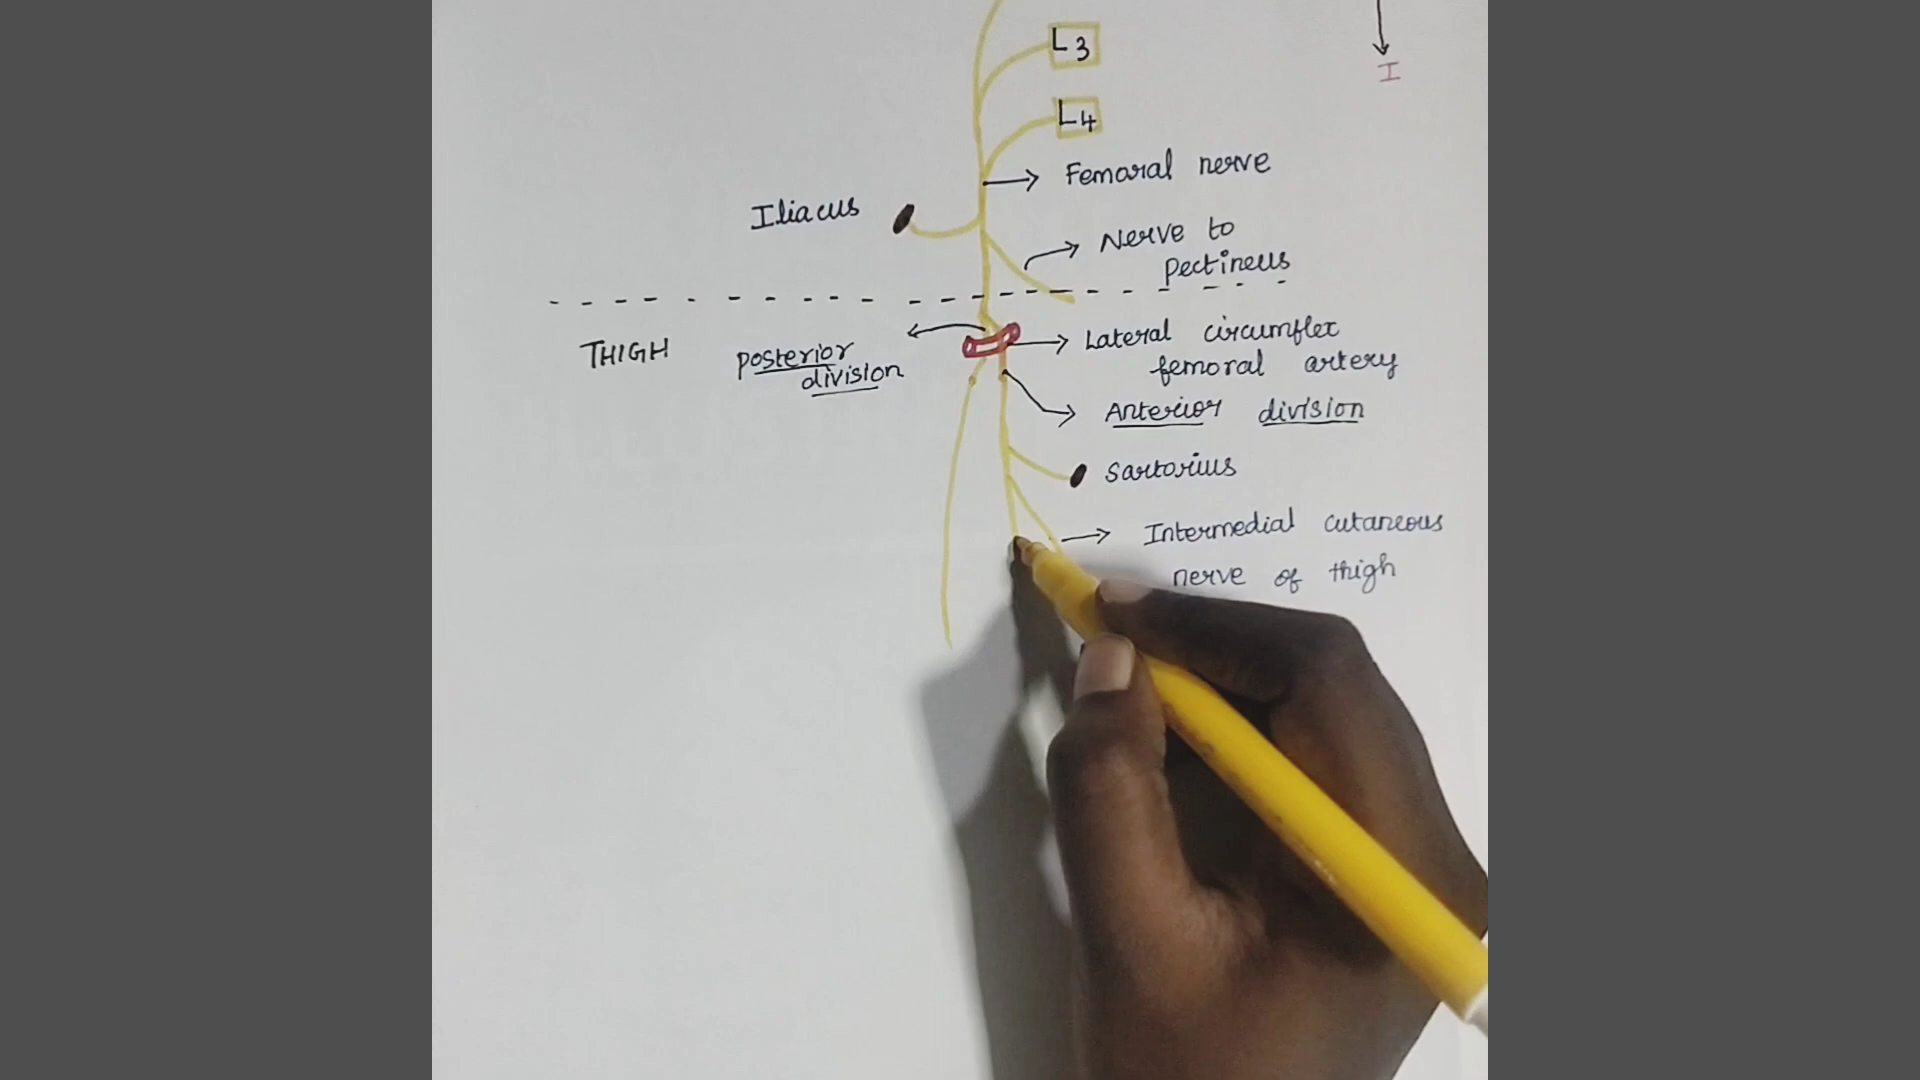 L3
I
L4
Femoral nerve
Iliacus
Nerve to
Pectineus
THIGH
Posterior
division
Lateral circumflex
femoral artery
Anterior division
Sartorius
Intermedial cutaneous
nerve of thigh